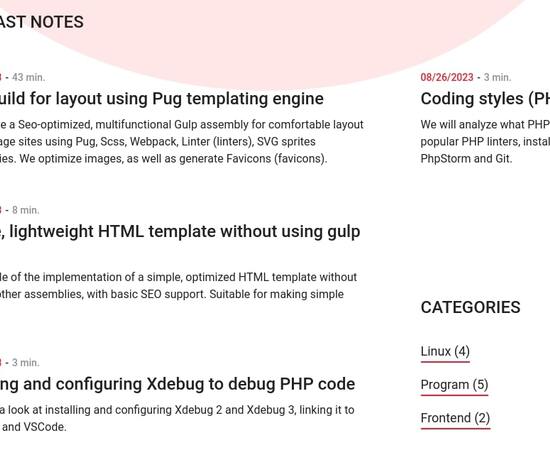 AST NOTES
3 - 43 min.
uild for layout using Pug templating engine
e a Seo-optimized, multifunctional Gulp assembly for comfortable layout
age sites using Pug, Scss, Webpack, Linter (linters), SVG sprites
ies. We optimize images, as well as generate Favicons (favicons).
3 - 8 min.
e, lightweight HTML template without using gulp
le of the implementation of a simple, optimized HTML template without
other assemblies, with basic SEO support. Suitable for making simple
3 - 3 min.
ng and configuring Xdebug to debug PHP code
a look at installing and configuring Xdebug 2 and Xdebug 3, linking it to
and VSCode.
08/26/2023 - 3 min.
Coding styles (PH
We will analyze what PHP
popular PHP linters, instal
PhpStorm and Git.
CATEGORIES
Linux (4)
Program (5)
Frontend (2)